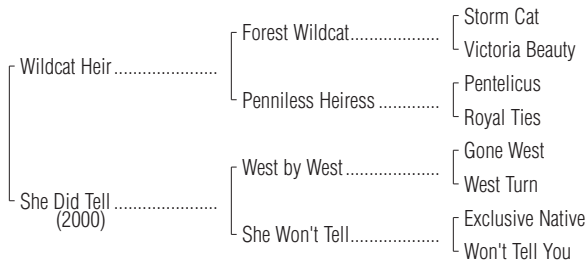 Storm Cat
Forest Wildcat...................
Victoria Beauty
Wildcat Heir......................
Pentelicus
Penniless Heiress .............
Royal Ties
Gone West
West by West....................
West Turn
She Did Tell ......................
(2000)
Exclusive Native
She Won't Tell...................
Won't Tell You